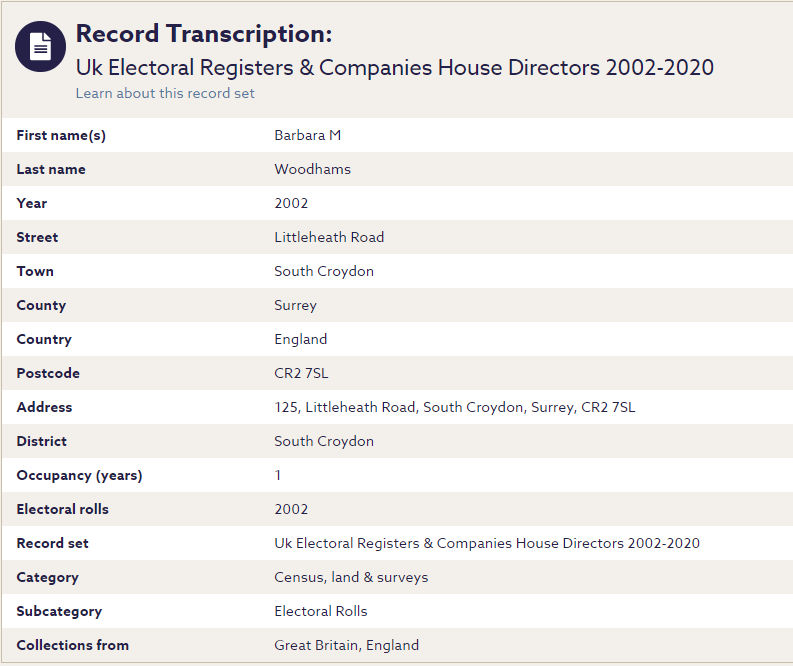 Record Transcription:
Uk Electoral Registers & Companies House Directors 2002-2020
Learn about this record set
First name(s) Barbara M
Last name Woodhams
Year 2002
Street Littleheath Road
Town South Croydon
County Surrey
Country England
Postcode CR2 7SL
Address 125, Littleheath Road, South Croydon, Surrey, CR2 7SL
District South Croydon
Occupancy (years) 1
Electoral rolls 2002
Record set Uk Electoral Registers & Companies House Directors 2002-2020
Category Census, land & surveys
Subcategory Electoral Rolls
Collections from Great Britain, England